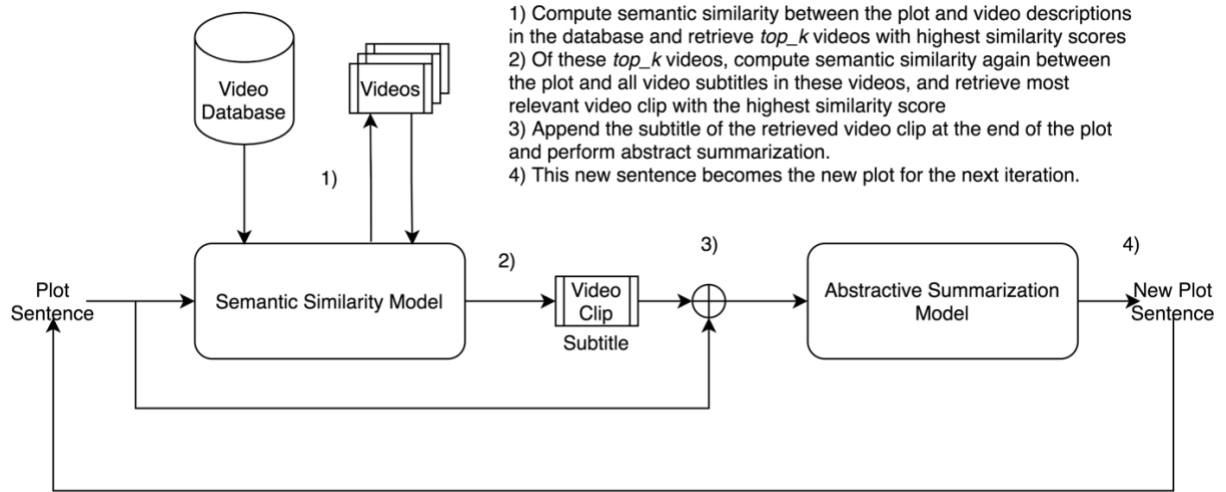 1) Compute semantic similarity between the plot and video descriptions
in the database and retrieve top_k videos with highest similarity scores
2) Of these top_k videos, compute semantic similarity again between
the plot and all video subtitles in these videos, and retrieve most
relevant video clip with the highest similarity score
3) Append the subtitle of the retrieved video clip at the end of the plot
and perform abstract summarization.
4) This new sentence becomes the new plot for the next iteration.
Video
Database
Videos
1)
2)
3)
4)
Plot
Sentence
Semantic Similarity Model
Video
Clip
Subtitle
Abstractive Summarization
Model
New Plot
Sentence